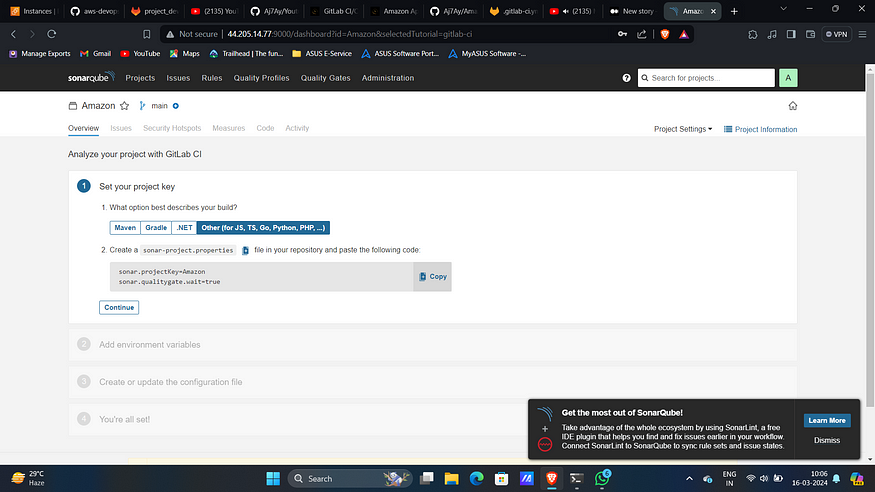 Instances |
aws-devop
project_dev
(2135) YouT
Aj7Ay/Yout
GitLab CI/C
Amazon Ap
Aj7Ay/Ama
.gitlab-ci.yr
(2135) I
New story
Amazo
Not secure
44.205.14.77:9000/dashboard?id=Amazon&selectedTutorial=gitlab-ci
VPN
Manage Exports
Gmail
YouTube
Maps
Trailhead | The fun...
ASUS E-Service
ASUS Software Port...
MyASUS Software -...
sonarqube
Projects
Issues
Rules
Quality Profiles
Quality Gates
Administration
Search for projects...
A
Amazon
main
Overview
Issues
Security Hotspots
Measures
Code
Activity
Project Settings
Project Information
Analyze your project with GitLab CI
1 Set your project key
1. What option best describes your build?
Maven
Gradle
.NET
Other (for JS, TS, Go, Python, PHP, ...)
2. Create a sonar-project.properties file in your repository and paste the following code:
sonar.projectKey=Amazon
sonar.qualitygate.wait=true
Copy
Continue
2 Add environment variables
3 Create or update the configuration file
4 You're all set!
Get the most out of SonarQube!
Take advantage of the whole ecosystem by using SonarLint, a free
IDE plugin that helps you find and fix issues earlier in your workflow.
Connect SonarLint to SonarQube to sync rule sets and issue states.
Learn More
Dismiss
29°C
Haze
Search
ENG
IN
10:06
16-03-2024